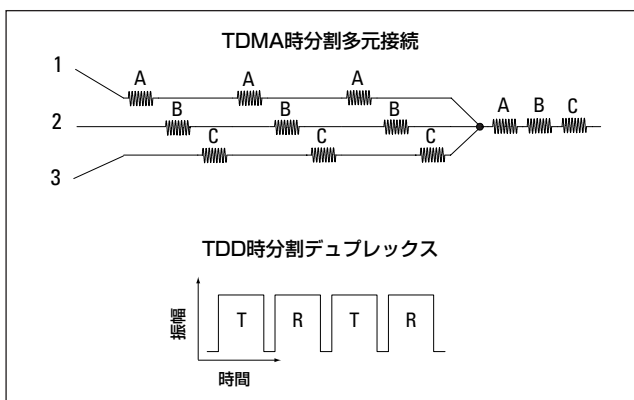 TDMA時分割多元接続
1 A A A
2 B B B A B C
3 C C C
TDD時分割デュプレックス
振幅
T R T R
時間